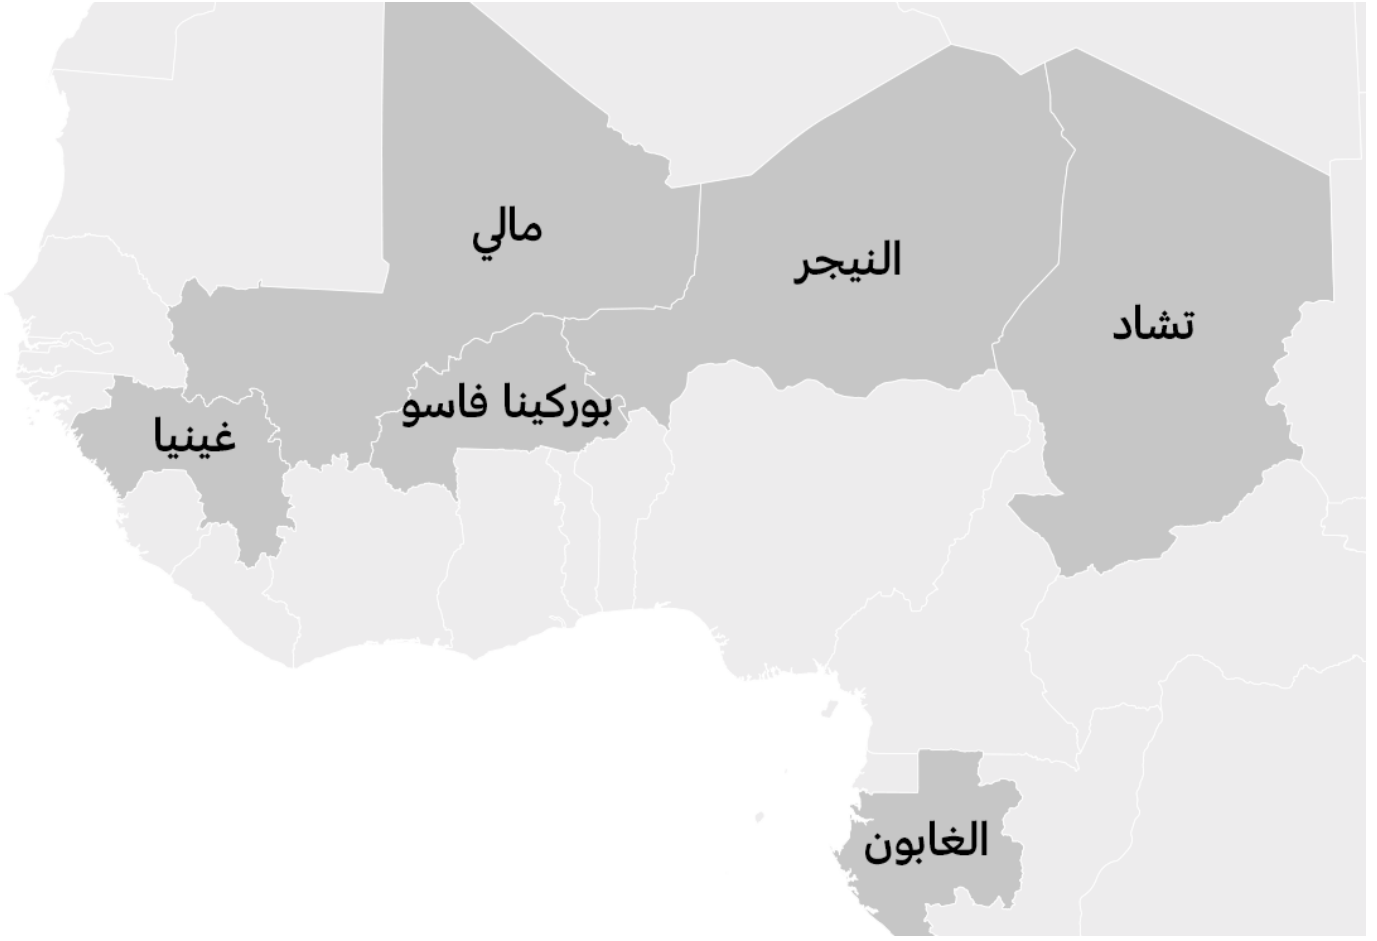 مالي
النيجر
تشاد
بوركينا فاسو
غينيا
الغابون